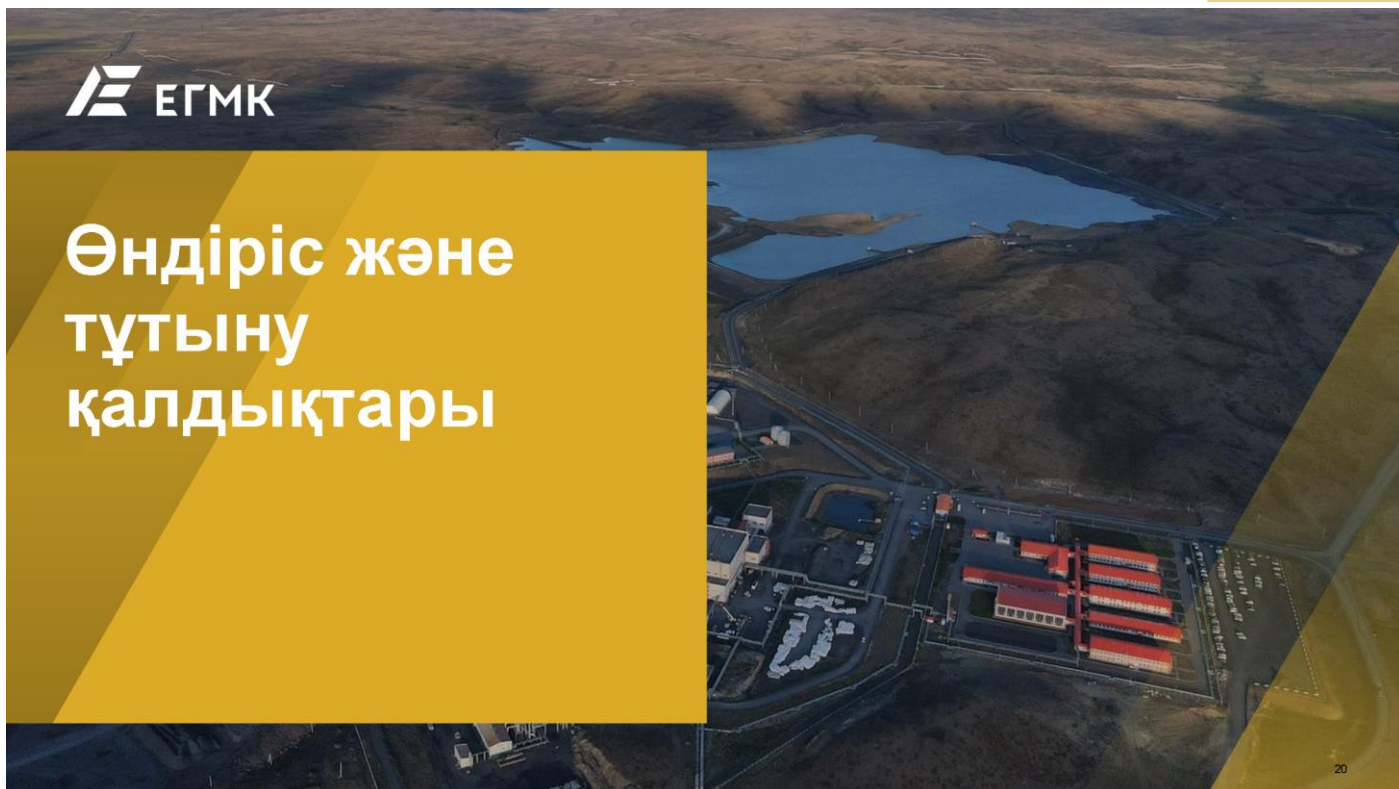 ЕГМК
Өндіріс және
тұтыну
қалдықтары
20